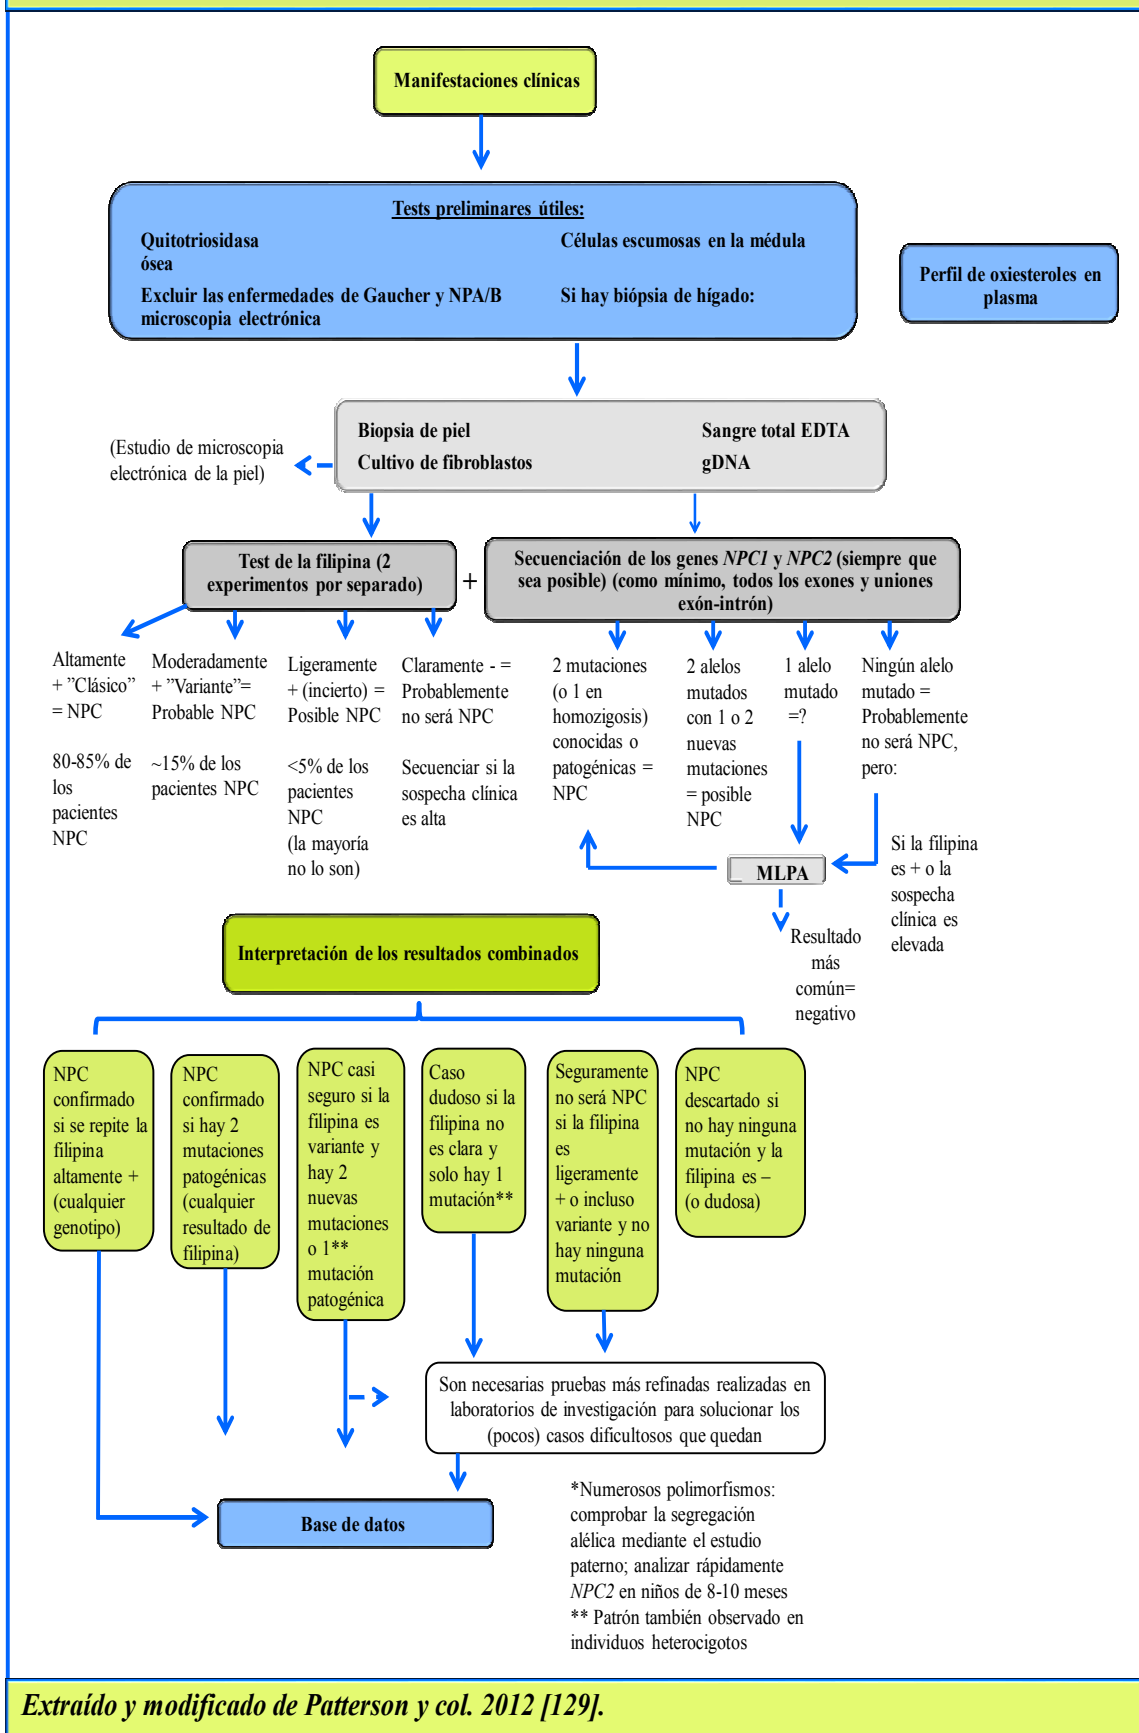 Manifestaciones clínicas
Tests preliminares útiles:
Quitotriosidasa Células escumosas en la médula
ósea
Excluir las enfermedades de Gaucher y NPA/B Si hay biópsia de hígado:
microscopia electrónica
Perfil de oxiesteroles en
plasma
Biopsia de piel Sangre total EDTA
Cultivo de fibroblastos gDNA
(Estudio de microscopia
electrónica de la piel)
Test de la filipina (2
experimentos por separado)
+
Secuenciación de los genes NPC1 y NPC2 (siempre que
sea posible) (como mínimo, todos los exones y uniones
exón-intrón)
Altamente
+ ”Clásico”
= NPC
80-85% de
los
pacientes
NPC
Moderadamente
+ ”Variante”=
Probable NPC
~15% de los
pacientes NPC
Ligeramente
+ (incierto) =
Posible NPC
<5% de los
pacientes
NPC
(la mayoría
no lo son)
Claramente - =
Probablemente
no será NPC
Secuenciar si la
sospecha clínica
es alta
2 mutaciones
(o 1 en
homozigosis)
conocidas o
patogénicas =
NPC
2 alelos
mutados
con 1 o 2
nuevas
mutaciones
= posible
NPC
1 alelo
mutado
=?
Ningún alelo
mutado =
Probablemente
no será NPC,
pero:
Si la filipina
es + o la
sospecha
clínica es
elevada
_ MLPA
Resultado
más
común=
negativo
Interpretación de los resultados combinados
NPC
confirmado
si se repite la
filipina
altamente +
(cualquier
genotipo)
NPC
confirmado
si hay 2
mutaciones
patogénicas
(cualquier
resultado de
filipina)
NPC casi
seguro si la
filipina es
variante y
hay 2
nuevas
mutaciones
o 1**
mutación
patogénica
Caso
dudoso si la
filipina no
es clara y
solo hay 1
mutación**
Seguramente
no será NPC
si la filipina
es
ligeramente
+ o incluso
variante y no
hay ninguna
mutación
NPC
descartado si
no hay ninguna
mutación y la
filipina es –
(o dudosa)
Son necesarias pruebas más refinadas realizadas en
laboratorios de investigación para solucionar los
(pocos) casos dificultosos que quedan
Base de datos
*Numerosos polimorfismos:
comprobar la segregación
alélica mediante el estudio
paterno; analizar rápidamente
NPC2 en niños de 8-10 meses
** Patrón también observado en
individuos heterocigotos
Extraído y modificado de Patterson y col. 2012 [129].